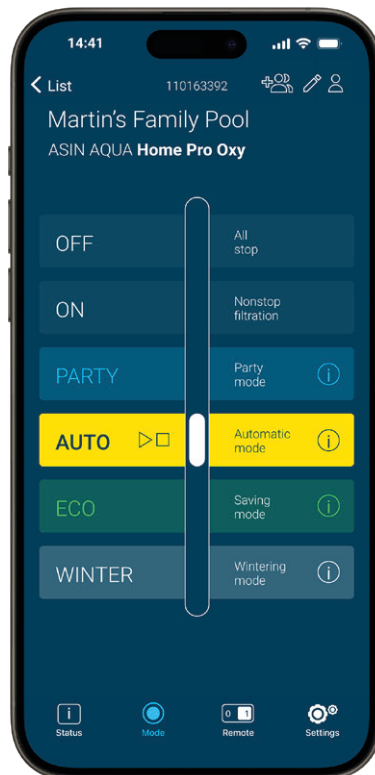 14:41
List
110163392
Martin's Family Pool
ASIN AQUA Home Pro Oxy
OFF
All
stop
ON
Nonstop
filtration
PARTY
Party
mode
AUTO
Automatic
mode
ECO
Saving
mode
WINTER
Wintering
mode
Status
Mode
0 1
Remote
Settings